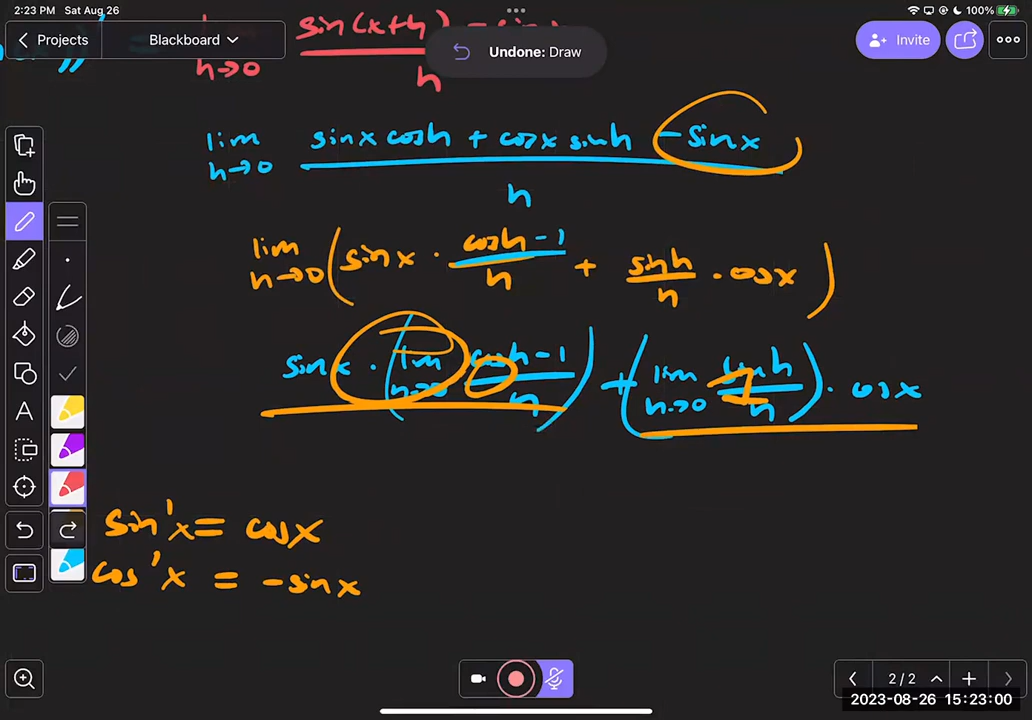 2:23 PM Sat Aug 26
100%
Projects
Blackboard
Undone: Draw
Invite
lim h→0
sin(x+h)
h
lim h→0 (sinx cosh + cosx sinh - sinx) / h
lim h→0 ( sinx · (cosh - 1)/h + sinh/h · cosx )
sinx · ( lim h→0 (cosh - 1)/h ) + ( lim h→0 sinh/h ) · cosx
sin'x = cosx
cos'x = -sinx
A
2 / 2
2023-08-26 15:23:00